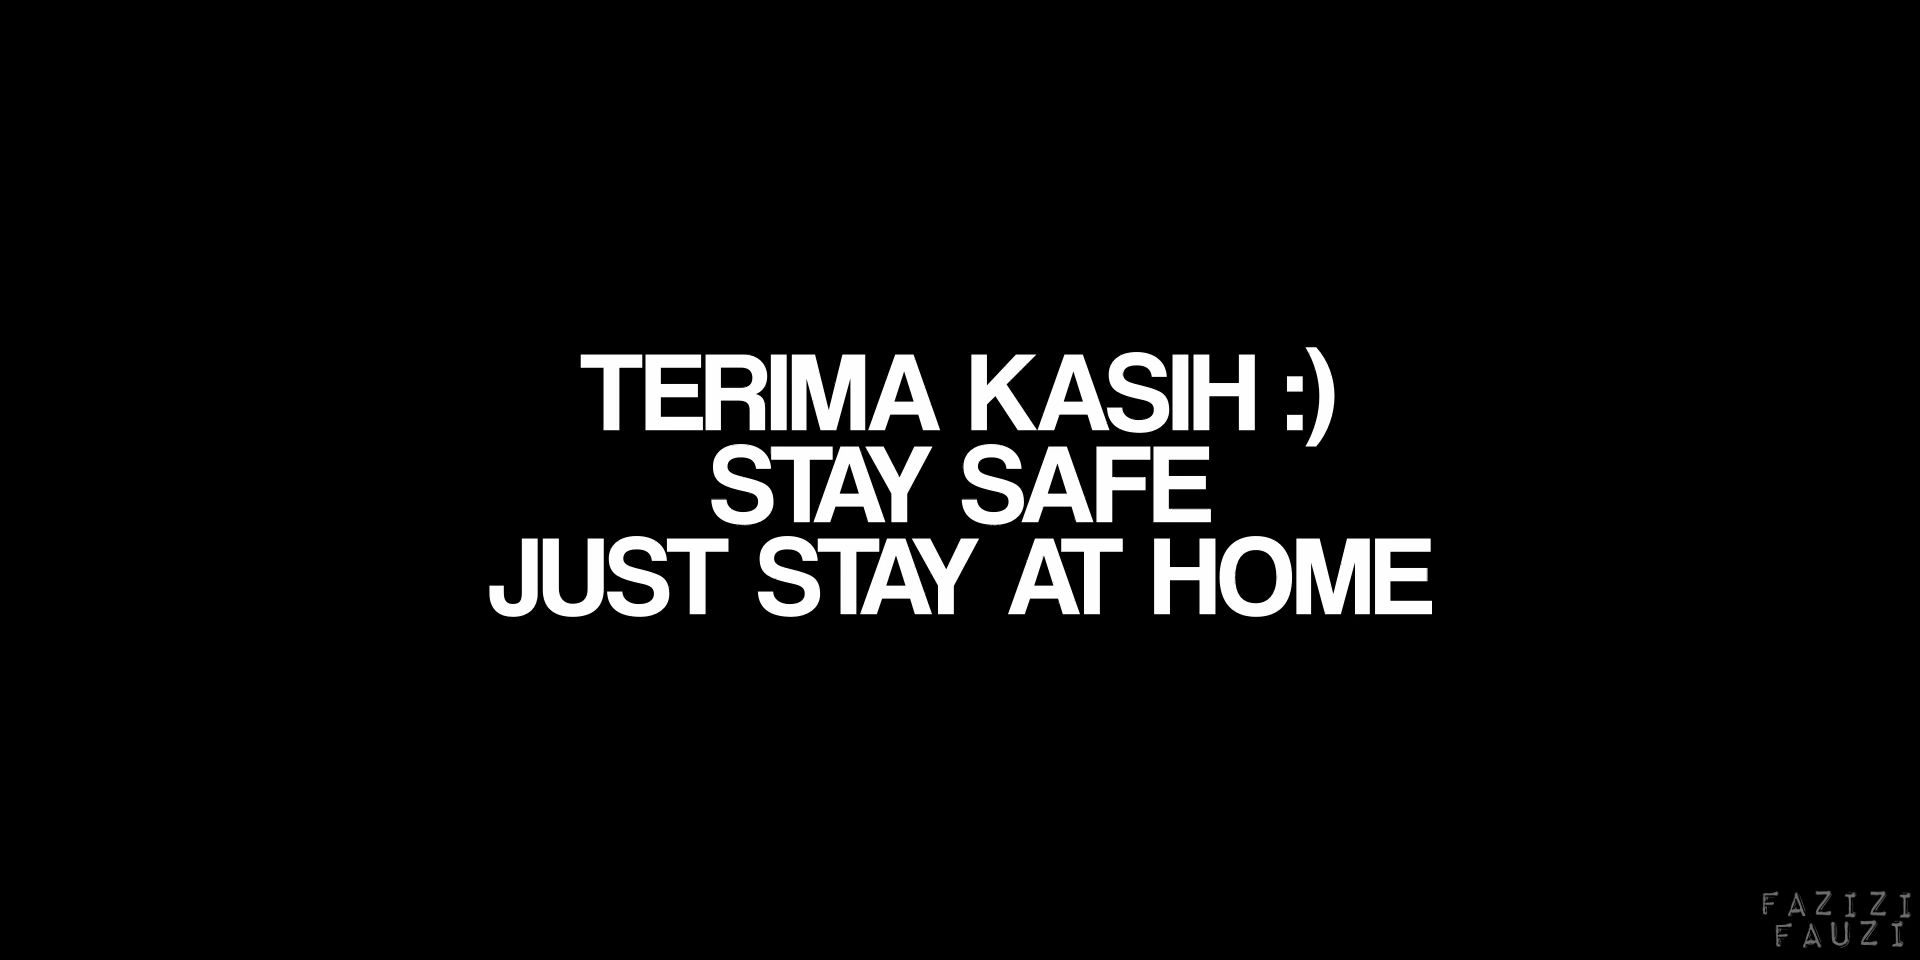 TERIMA KASIH :)
STAY SAFE
JUST STAY AT HOME
FAZIZI
FAUZI